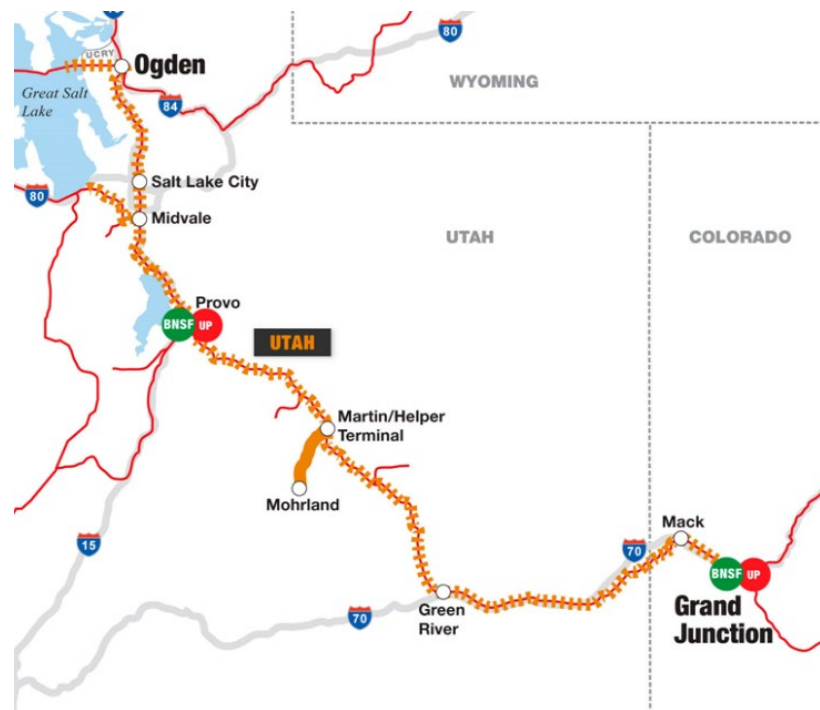 UCRY
Ogden
80
WYOMING
Great Salt
Lake
84
Salt Lake City
80
Midvale
UTAH
COLORADO
Provo
BNSF
UP
UTAH
Martin/Helper
Terminal
Mohrland
Mack
15
70
BNSF
UP
Green
River
Grand
Junction
70